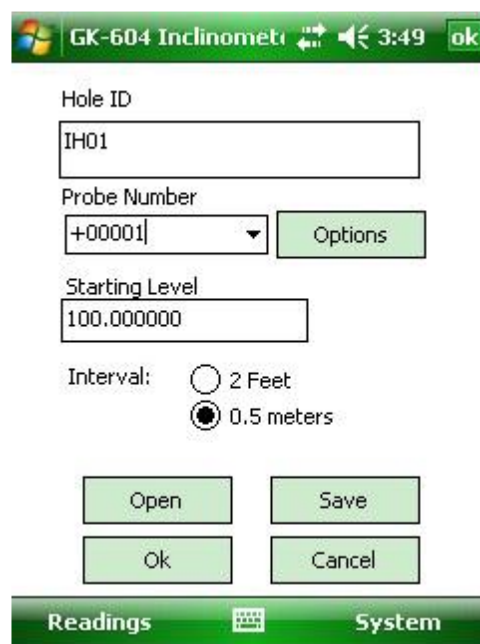 GK-604 Inclinomet 3:49 ok
Hole ID
IH01
Probe Number
+00001 Options
Starting Level
100.000000
Interval: 2 Feet
0.5 meters
Open Save
Ok Cancel
Readings System